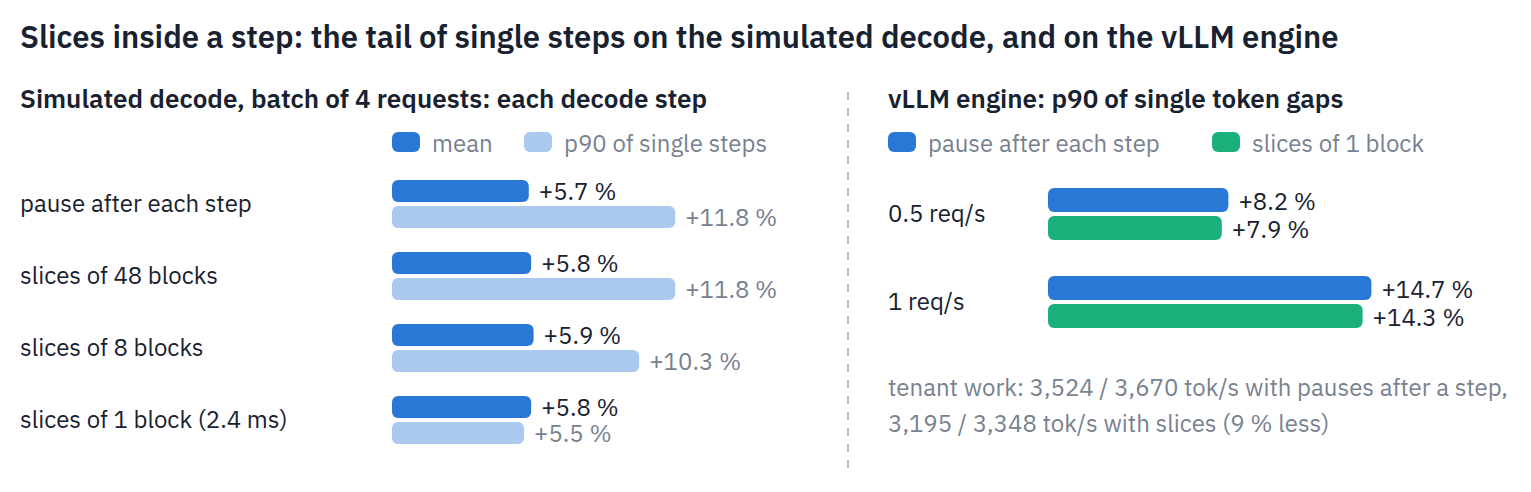 Slices inside a step: the tail of single steps on the simulated decode, and on the vLLM engine
Simulated decode, batch of 4 requests: each decode step
mean
p90 of single steps
pause after each step
+5.7 %
+11.8 %
slices of 48 blocks
+5.8 %
+11.8 %
slices of 8 blocks
+5.9 %
+10.3 %
slices of 1 block (2.4 ms)
+5.8 %
+5.5 %
vLLM engine: p90 of single token gaps
pause after each step
slices of 1 block
0.5 req/s
+8.2 %
+7.9 %
1 req/s
+14.7 %
+14.3 %
tenant work: 3,524 / 3,670 tok/s with pauses after a step,
3,195 / 3,348 tok/s with slices (9 % less)